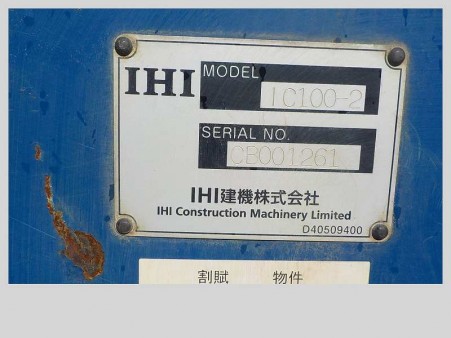 IHI
MODEL
IC100-2
SERIAL NO.
CE001261
IHI建機株式会社
IHI Construction Machinery Limited
D40509400
割賦 物件